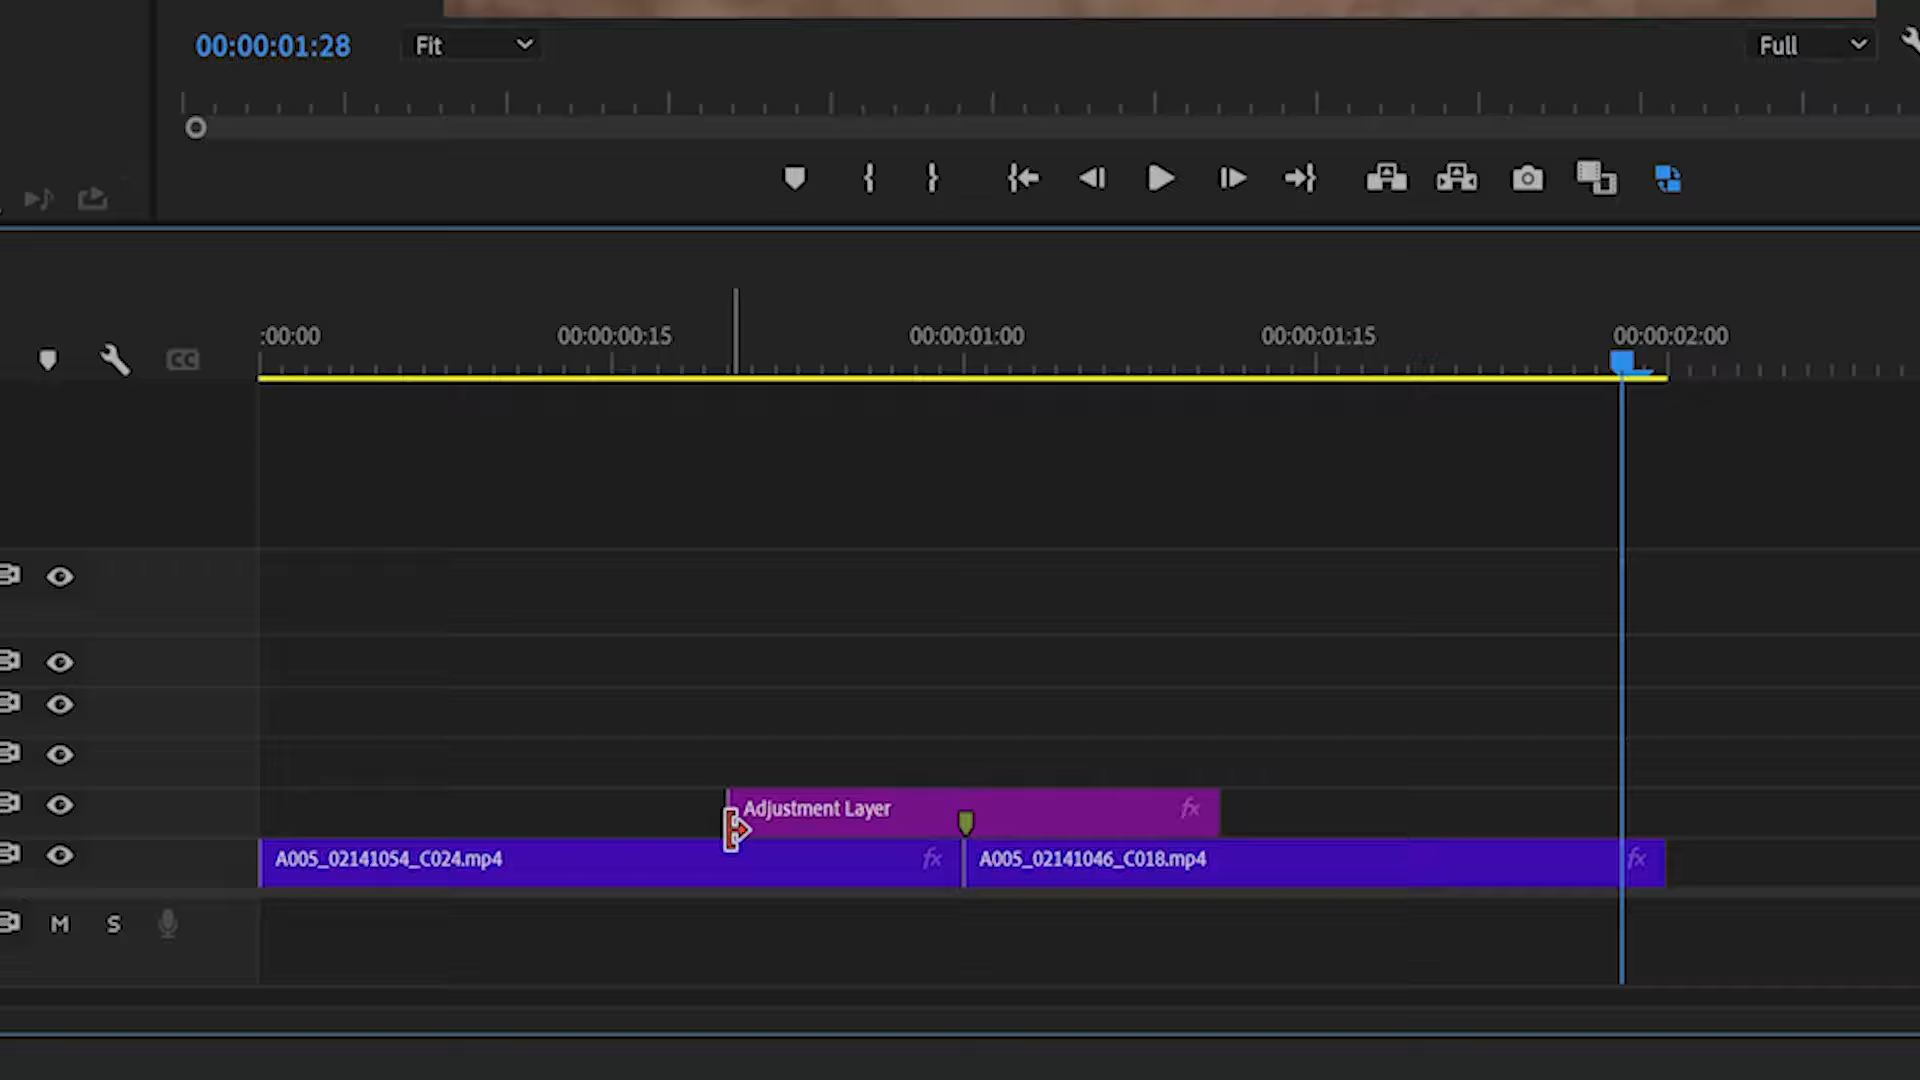 00:00:01:28
Fit
Full
:00:00
00:00:00:15
00:00:01:00
00:00:01:15
00:00:02:00
CC
Adjustment Layer
fx
A005_02141054_C024.mp4
fx
A005_02141046_C018.mp4
fx
M
S